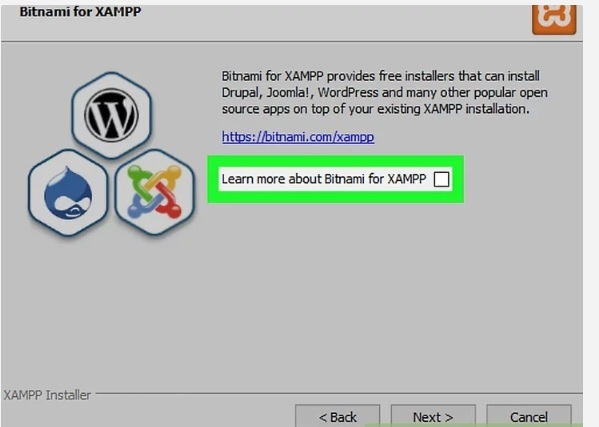 Bitnami for XAMPP
Bitnami for XAMPP provides free installers that can install
Drupal, Joomla!, WordPress and many other popular open
source apps on top of your existing XAMPP installation.
https://bitnami.com/xampp
Learn more about Bitnami for XAMPP
XAMPP Installer
< Back
Next >
Cancel